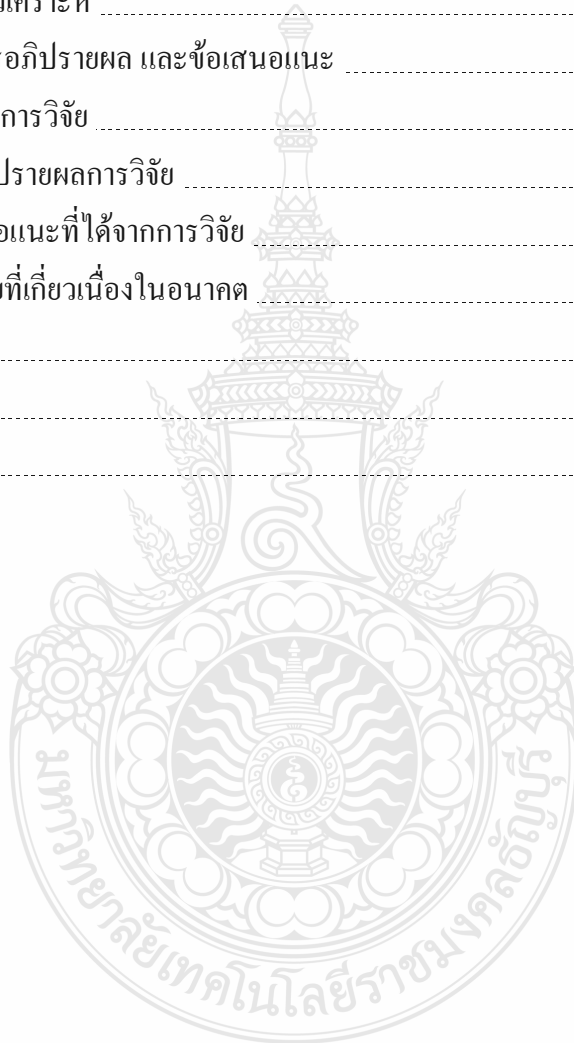 รอภิปรายผล และข้อเสนอแนะ
การวิจัย
ปรายผลการวิจัย
อแนะที่ได้จากการวิจัย
ยที่เกี่ยวเนื่องในอนาคต
มหาวิทยาลัยเทคโนโลยีราชมงคลธัญบุรี